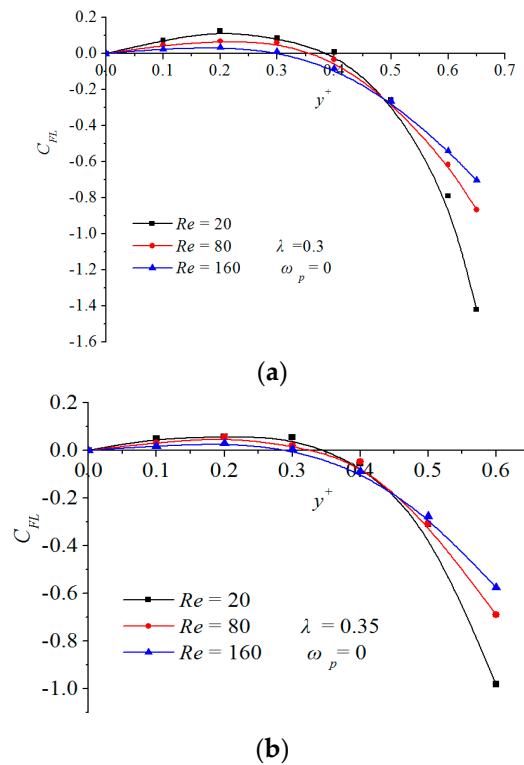 0.2
0.0
-0.2
-0.4
-0.6
-0.8
-1.0
-1.2
-1.4
-1.6
0.0 0.1 0.2 0.3 0.4 0.5 0.6 0.7
y⁺
C_FL
Re = 20
Re = 80 λ =0.3
Re = 160 ω_p = 0
(a)
0.2
0.0
-0.2
-0.4
-0.6
-0.8
-1.0
0.0 0.1 0.2 0.3 0.4 0.5 0.6
y⁺
C_FL
Re = 20
Re = 80 λ = 0.35
Re = 160 ω_p = 0
(b)